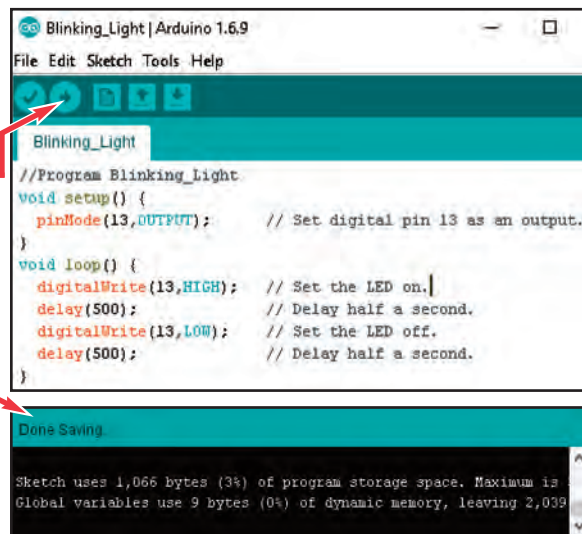 Blinking_Light | Arduino 1.6.9
File Edit Sketch Tools Help
Blinking_Light
//Program Blinking_Light
void setup() {
pinMode(13,OUTPUT); // Set digital pin 13 as an output.
}
void loop() {
digitalWrite(13,HIGH); // Set the LED on.
delay(500); // Delay half a second.
digitalWrite(13,LOW); // Set the LED off.
delay(500); // Delay half a second.
}
Done Saving.
Sketch uses 1,066 bytes (3%) of program storage space. Maximum is
Global variables use 9 bytes (0%) of dynamic memory, leaving 2,039